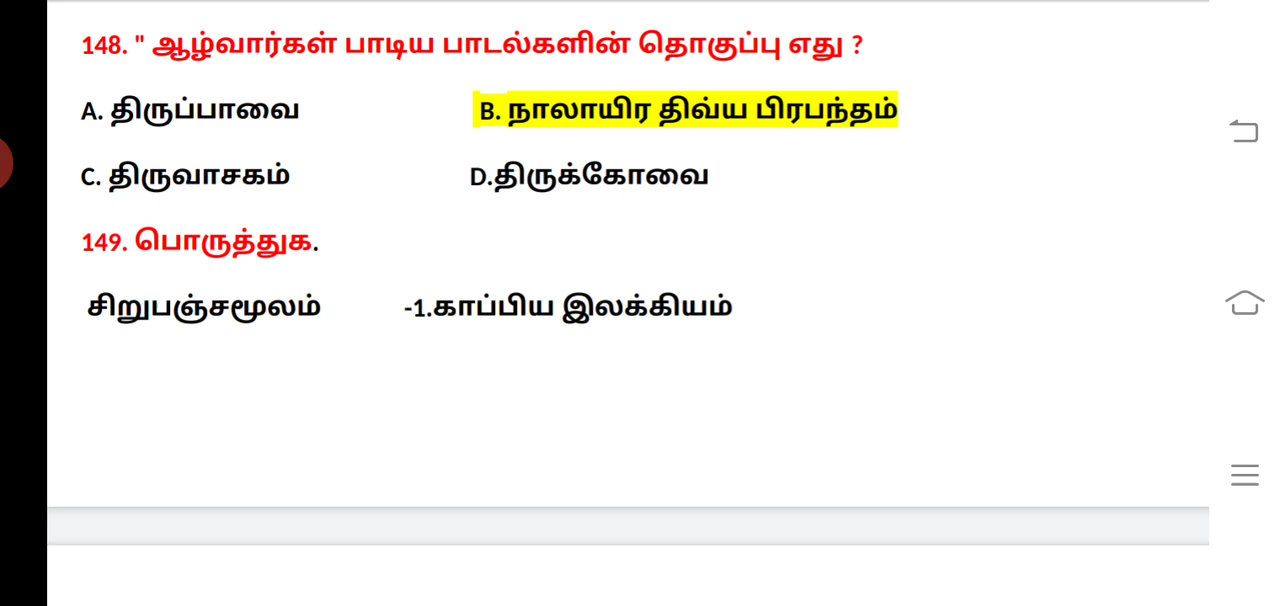 148. " ஆழ்வார்கள் பாடிய பாடல்களின் தொகுப்பு எது ?
A. திருப்பாவை B. நாலாயிர திவ்ய பிரபந்தம்
C. திருவாசகம் D.திருக்கோவை
149. பொருத்துக.
சிறுபஞ்சமூலம் -1.காப்பிய இலக்கியம்